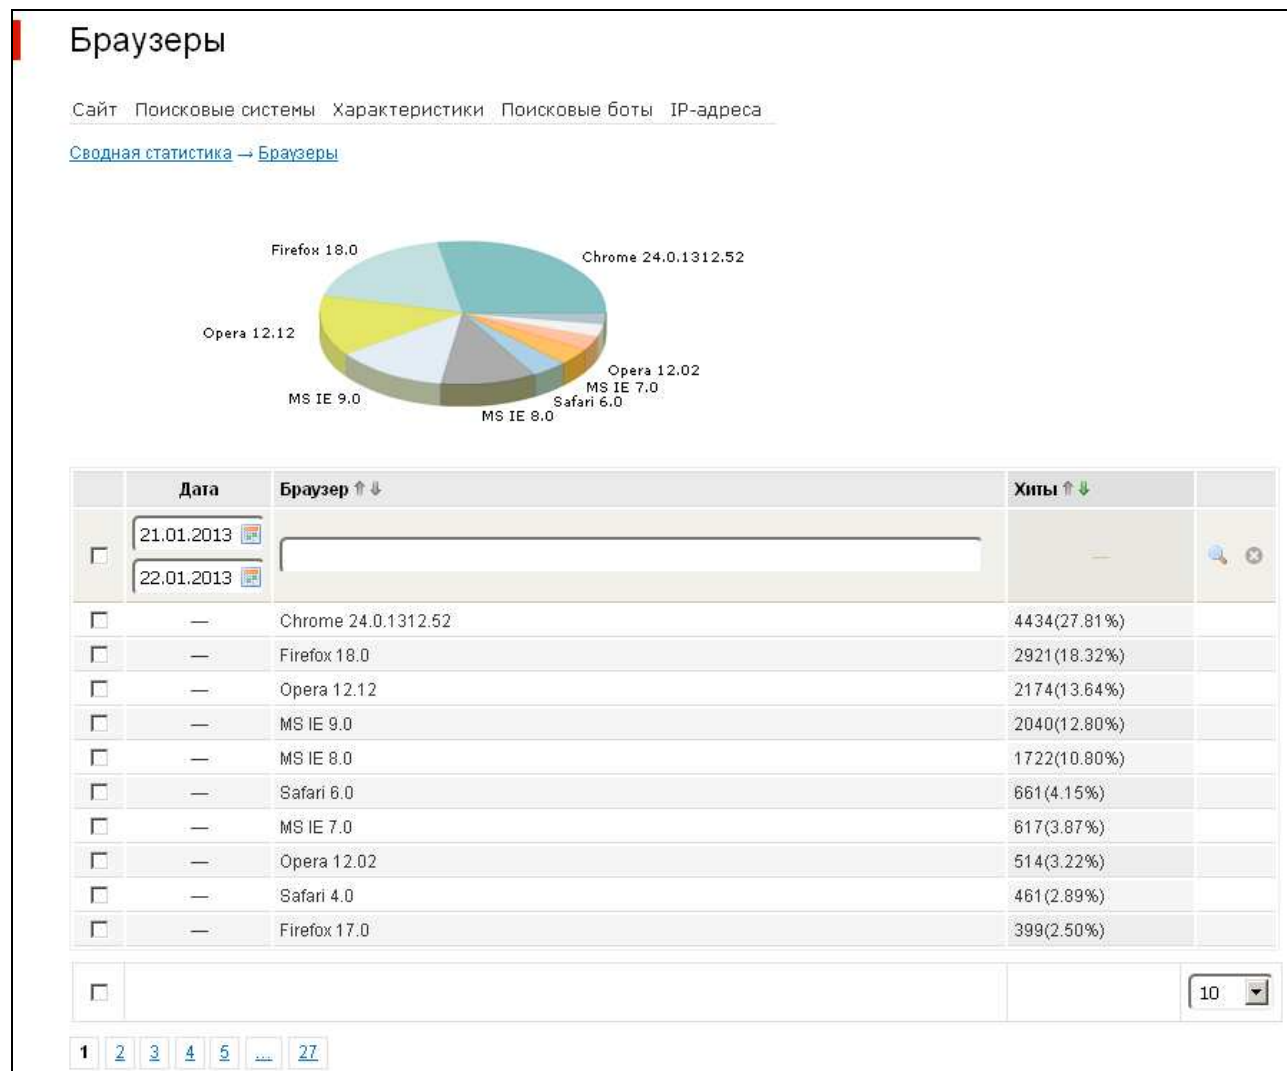 Браузеры
Сайт Поисковые системы Характеристики Поисковые боты IP-адреса
Сводная статистика → Браузеры
Firefox 18.0
Chrome 24.0.1312.52
Opera 12.12
Opera 12.02
MS IE 7.0
MS IE 9.0
Safari 6.0
MS IE 8.0
Дата Браузер ⇑ ⇓ Хиты ⇑ ⇓
21.01.2013
—
22.01.2013
— Chrome 24.0.1312.52 4434(27.81%)
— Firefox 18.0 2921(18.32%)
— Opera 12.12 2174(13.64%)
— MS IE 9.0 2040(12.80%)
— MS IE 8.0 1722(10.80%)
— Safari 6.0 661(4.15%)
— MS IE 7.0 617(3.87%)
— Opera 12.02 514(3.22%)
— Safari 4.0 461(2.89%)
— Firefox 17.0 399(2.50%)
10
1 2 3 4 5 ... 27